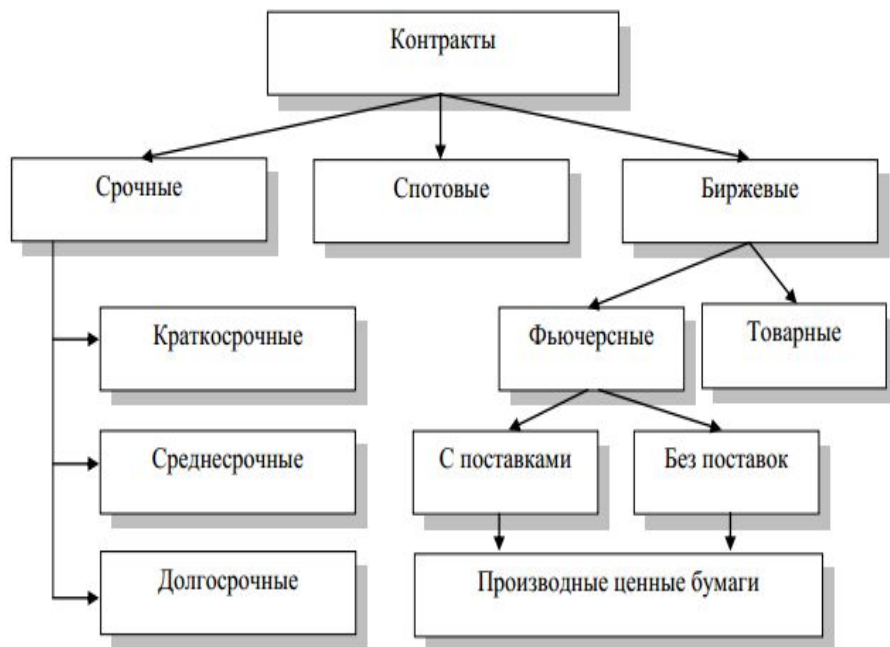 Контракты
Срочные
Спотовые
Биржевые
Краткосрочные
Фьючерсные
Товарные
Среднесрочные
С поставками
Без поставок
Долгосрочные
Производные ценные бумаги